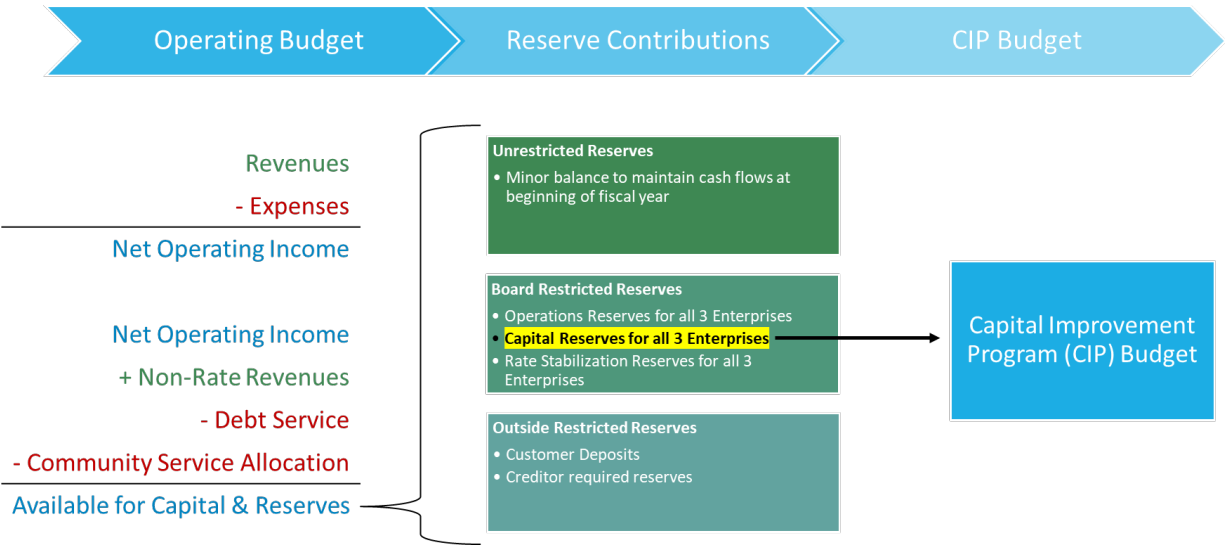 Operating Budget
Reserve Contributions
CIP Budget
Revenues
- Expenses
Net Operating Income
Net Operating Income
+ Non-Rate Revenues
- Debt Service
- Community Service Allocation
Available for Capital & Reserves
Unrestricted Reserves
• Minor balance to maintain cash flows at
beginning of fiscal year
Board Restricted Reserves
• Operations Reserves for all 3 Enterprises
• Capital Reserves for all 3 Enterprises
• Rate Stabilization Reserves for all 3
Enterprises
Outside Restricted Reserves
• Customer Deposits
• Creditor required reserves
Capital Improvement
Program (CIP) Budget